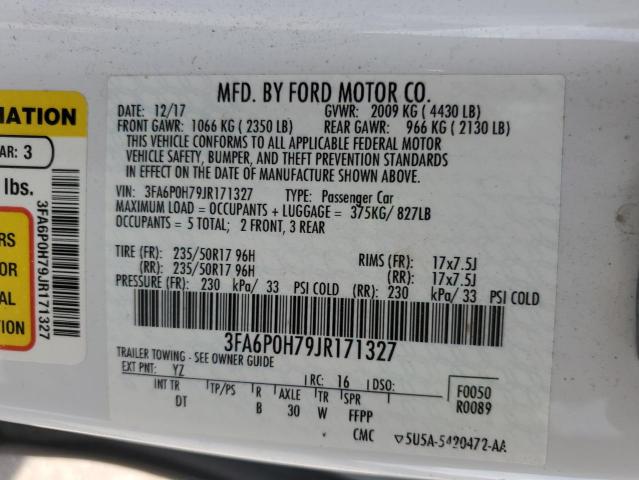 MFD. BY FORD MOTOR CO.
DATE: 12/17 GVWR: 2009 KG ( 4430 LB)
FRONT GAWR: 1066 KG ( 2350 LB) REAR GAWR: 966 KG ( 2130 LB)
THIS VEHICLE CONFORMS TO ALL APPLICABLE FEDERAL MOTOR
VEHICLE SAFETY, BUMPER, AND THEFT PREVENTION STANDARDS
IN EFFECT ON THE DATE OF MANUFACTURE SHOWN ABOVE.
VIN: 3FA6P0H79JR171327 TYPE: Passenger Car
MAXIMUM LOAD = OCCUPANTS + LUGGAGE = 375KG/ 827LB
OCCUPANTS = 5 TOTAL; 2 FRONT, 3 REAR
TIRE (FR): 235/50R17 96H RIMS (FR): 17x7.5J
(RR): 235/50R17 96H (RR): 17x7.5J
PRESSURE (FR): 230 kPa/ 33 PSI COLD (RR): 230 kPa/ 33 PSI COLD
3FA6P0H79JR171327
TRAILER TOWING - SEE OWNER GUIDE
EXT PNT: YZ RC: 16 DSO: F0050
R0089
INT TR TP/PS R AXLE TR SPR
DT B 30 W FFPP
CMC 5U5A-5420472-AA
MATION
AR: 3
lbs.
RS
OR
AL
ION
3FA6P0H79JR171327